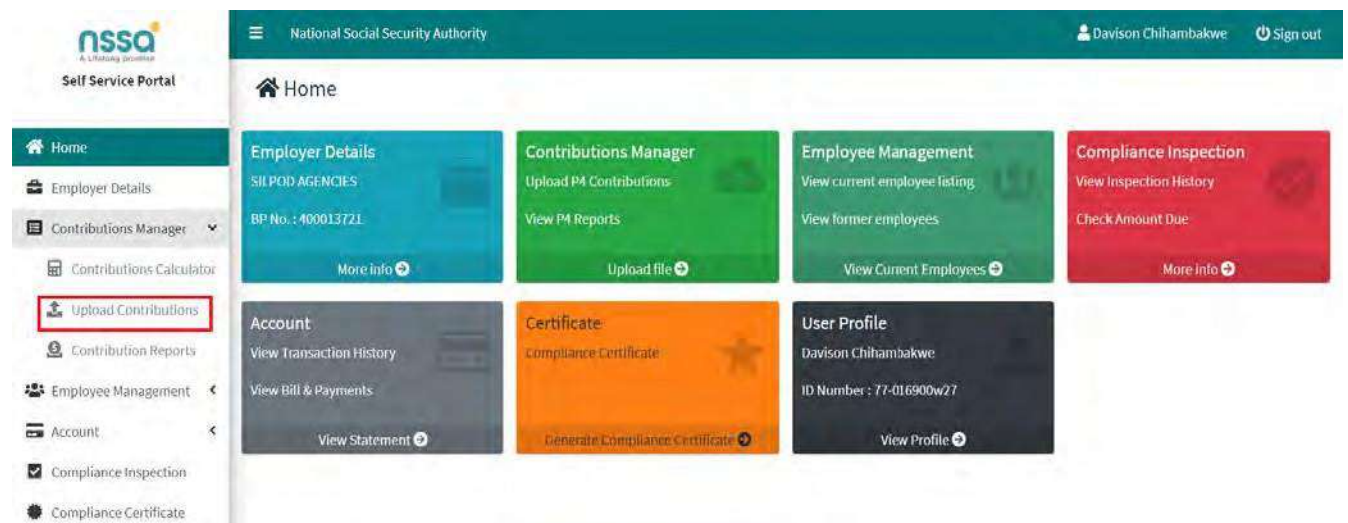 nssa
A Lifelong promise
Self Service Portal
National Social Security Authority
Davison Chihambakwe
Sign out
Home
Home
Employer Details
Contributions Manager
Contributions Calculator
Upload Contributions
Contribution Reports
Employee Management
Account
Compliance Inspection
Compliance Certificate
Employer Details
SILPOD AGENCIES
BP No. : 400013721
More info
Contributions Manager
Upload P4 Contributions
View P4 Reports
Upload file
Employee Management
View current employee listing
View former employees
View Current Employees
Compliance Inspection
View Inspection History
Check Amount Due
More info
Account
View Transaction History
View Bill & Payments
View Statement
Certificate
Compliance Certificate
Generate Compliance Certificate
User Profile
Davison Chihambakwe
ID Number : 77-016900w27
View Profile